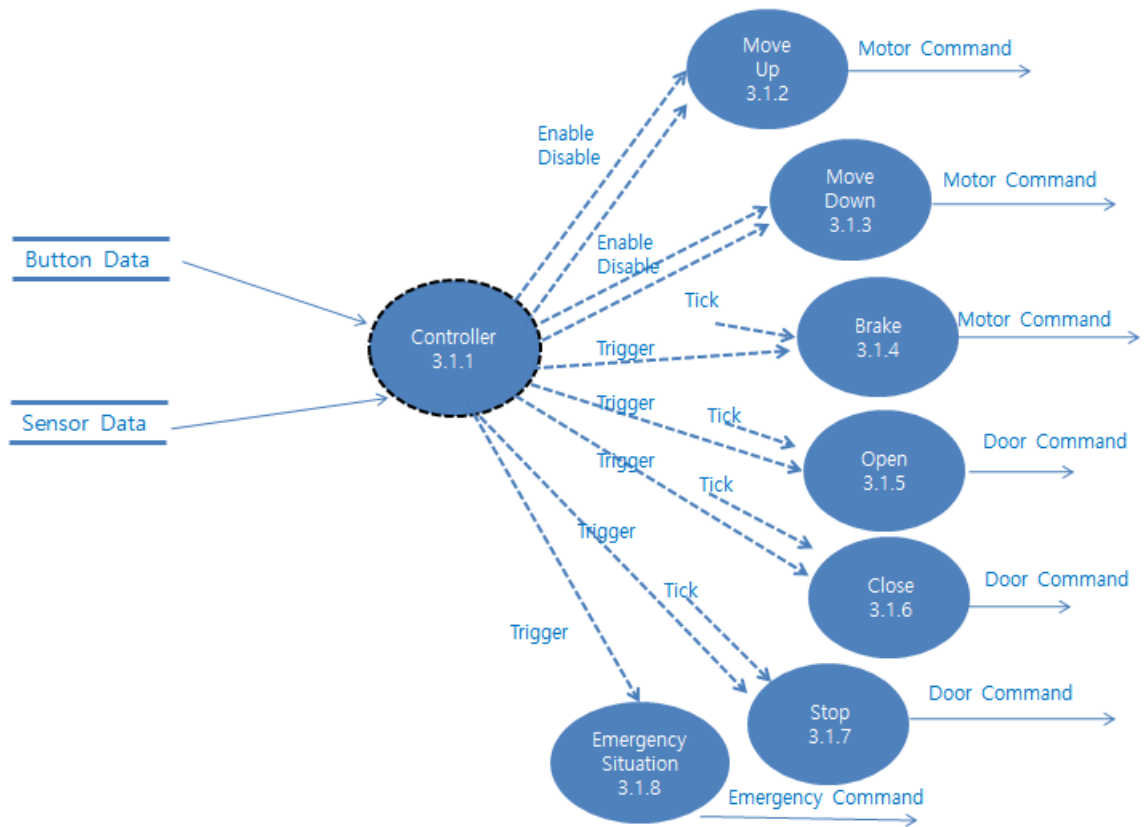 Move
Up
3.1.2
Motor Command
Enable
Disable
Move
Down
3.1.3
Motor Command
Button Data
Enable
Disable
Tick
Brake
3.1.4
Motor Command
Controller
3.1.1
Trigger
Trigger
Tick
Sensor Data
Open
3.1.5
Door Command
Trigger
Tick
Trigger
Close
3.1.6
Door Command
Tick
Trigger
Stop
3.1.7
Door Command
Emergency
Situation
3.1.8
Emergency Command